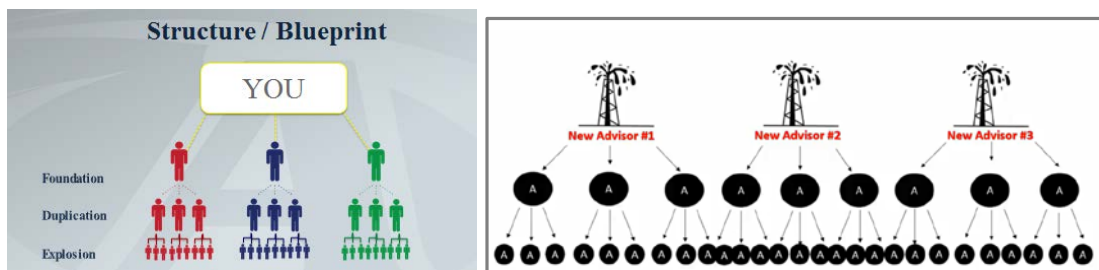 Structure / Blueprint
YOU
Foundation
Duplication
Explosion
New Advisor #1 New Advisor #2 New Advisor #3
A A A A A A A A A
A A A A A A A A A A A A A A A A A A A A A A A A A A A